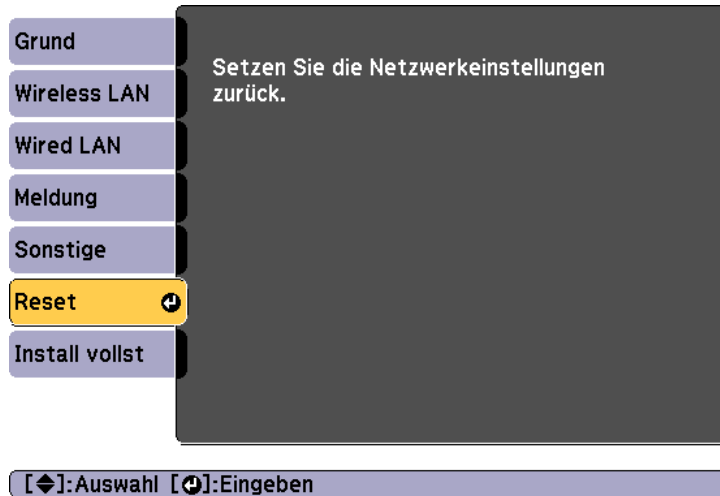 Grund
Wireless LAN
Wired LAN
Meldung
Sonstige
Reset
Install vollst
Setzen Sie die Netzwerkeinstellungen
zurück.
[◆]:Auswahl [⏎]:Eingeben